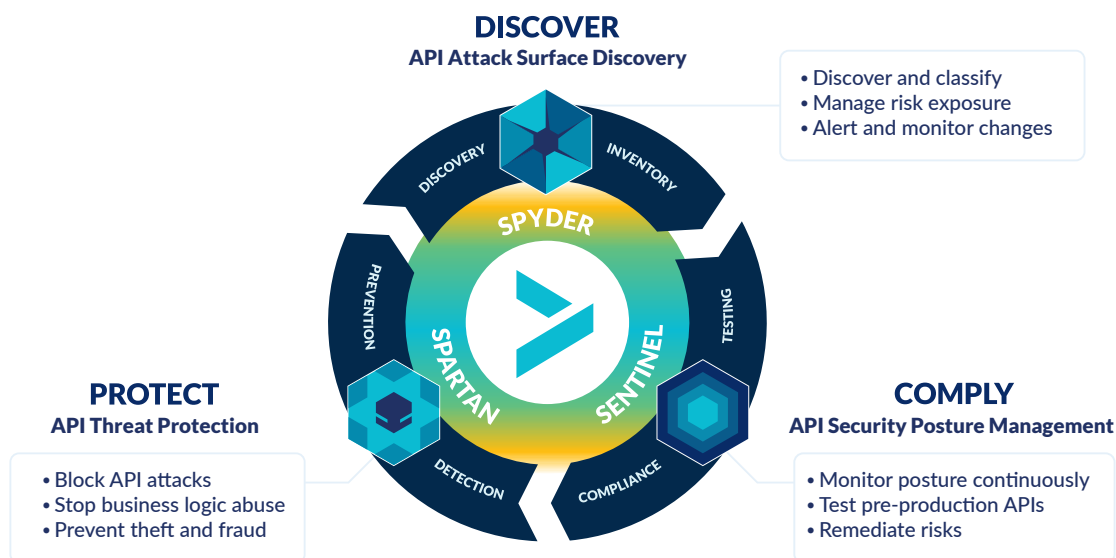 DISCOVER
API Attack Surface Discovery
• Discover and classify
• Manage risk exposure
• Alert and monitor changes
DISCOVERY
INVENTORY
SPYDER
PREVENTION
TESTING
SPARTAN
SENTINEL
PROTECT
API Threat Protection
• Block API attacks
• Stop business logic abuse
• Prevent theft and fraud
DETECTION
COMPLIANCE
COMPLY
API Security Posture Management
• Monitor posture continuously
• Test pre-production APIs
• Remediate risks